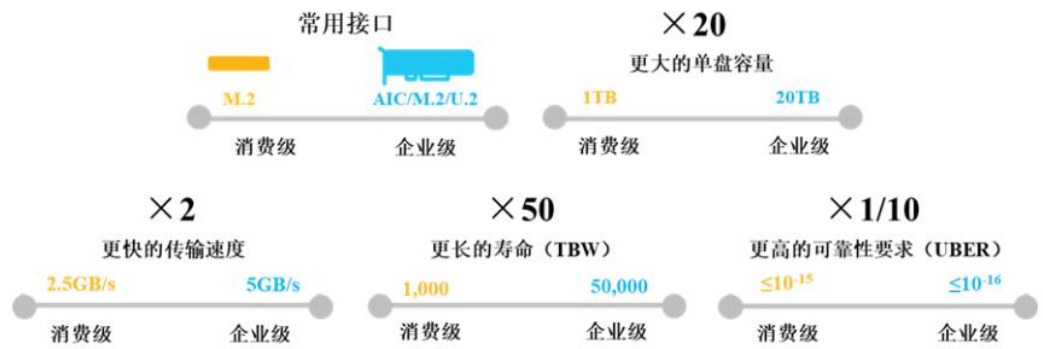 常用接口
M.2
AIC/M.2/U.2
消费级
企业级
×20
更大的单盘容量
1TB
20TB
消费级
企业级
×2
更快的传输速度
2.5GB/s
5GB/s
消费级
企业级
×50
更长的寿命（TBW）
1,000
50,000
消费级
企业级
×1/10
更高的可靠性要求（UBER）
≤10⁻¹⁵
≤10⁻¹⁶
消费级
企业级